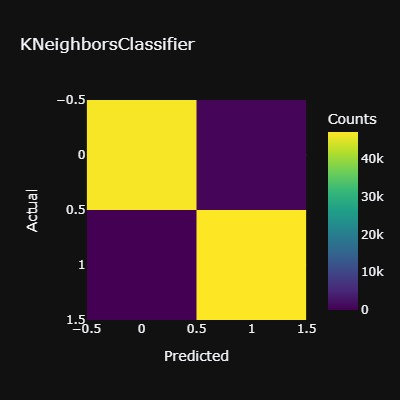 KNeighborsClassifier
Counts
−0.5
0
0.5
1
1.5
Actual
−0.5
0
0.5
1
1.5
Predicted
40k
30k
20k
10k
0